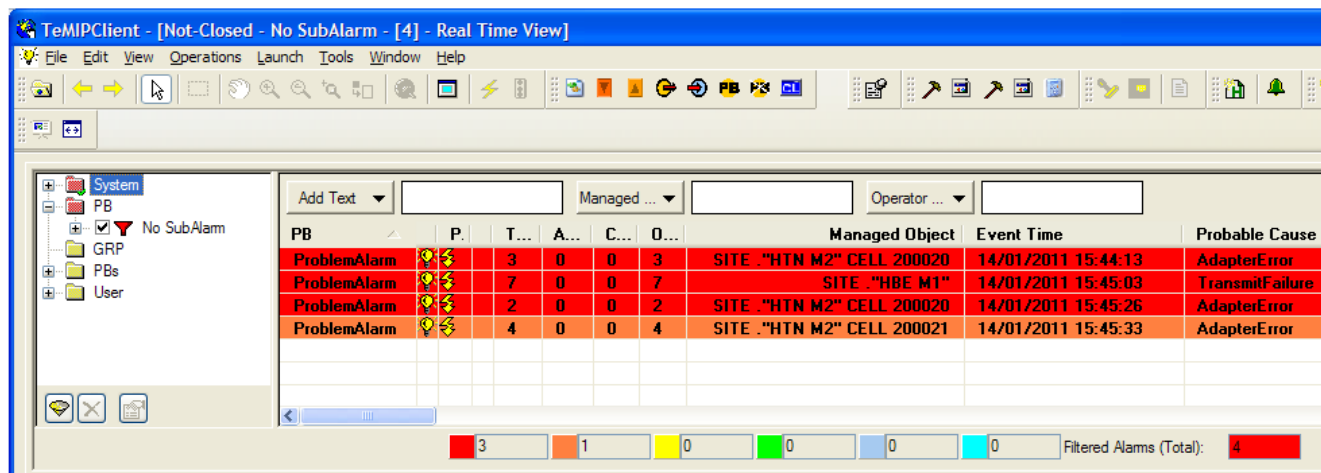 TeMIPClient - [Not-Closed - No SubAlarm - [4] - Real Time View]
File Edit View Operations Launch Tools Window Help
PB CL
System
PB
No SubAlarm
GRP
PBs
User
Add Text Managed ... Operator ...
PB P. T... A... C... O... Managed Object Event Time Probable Cause
ProblemAlarm 3 0 0 3 SITE ."HTN M2" CELL 200020 14/01/2011 15:44:13 AdapterError
ProblemAlarm 7 0 0 7 SITE ."HBE M1" 14/01/2011 15:45:03 TransmitFailure
ProblemAlarm 2 0 0 2 SITE ."HTN M2" CELL 200020 14/01/2011 15:45:26 AdapterError
ProblemAlarm 4 0 0 4 SITE ."HTN M2" CELL 200021 14/01/2011 15:45:33 AdapterError
3 1 0 0 0 0 Filtered Alarms (Total): 4